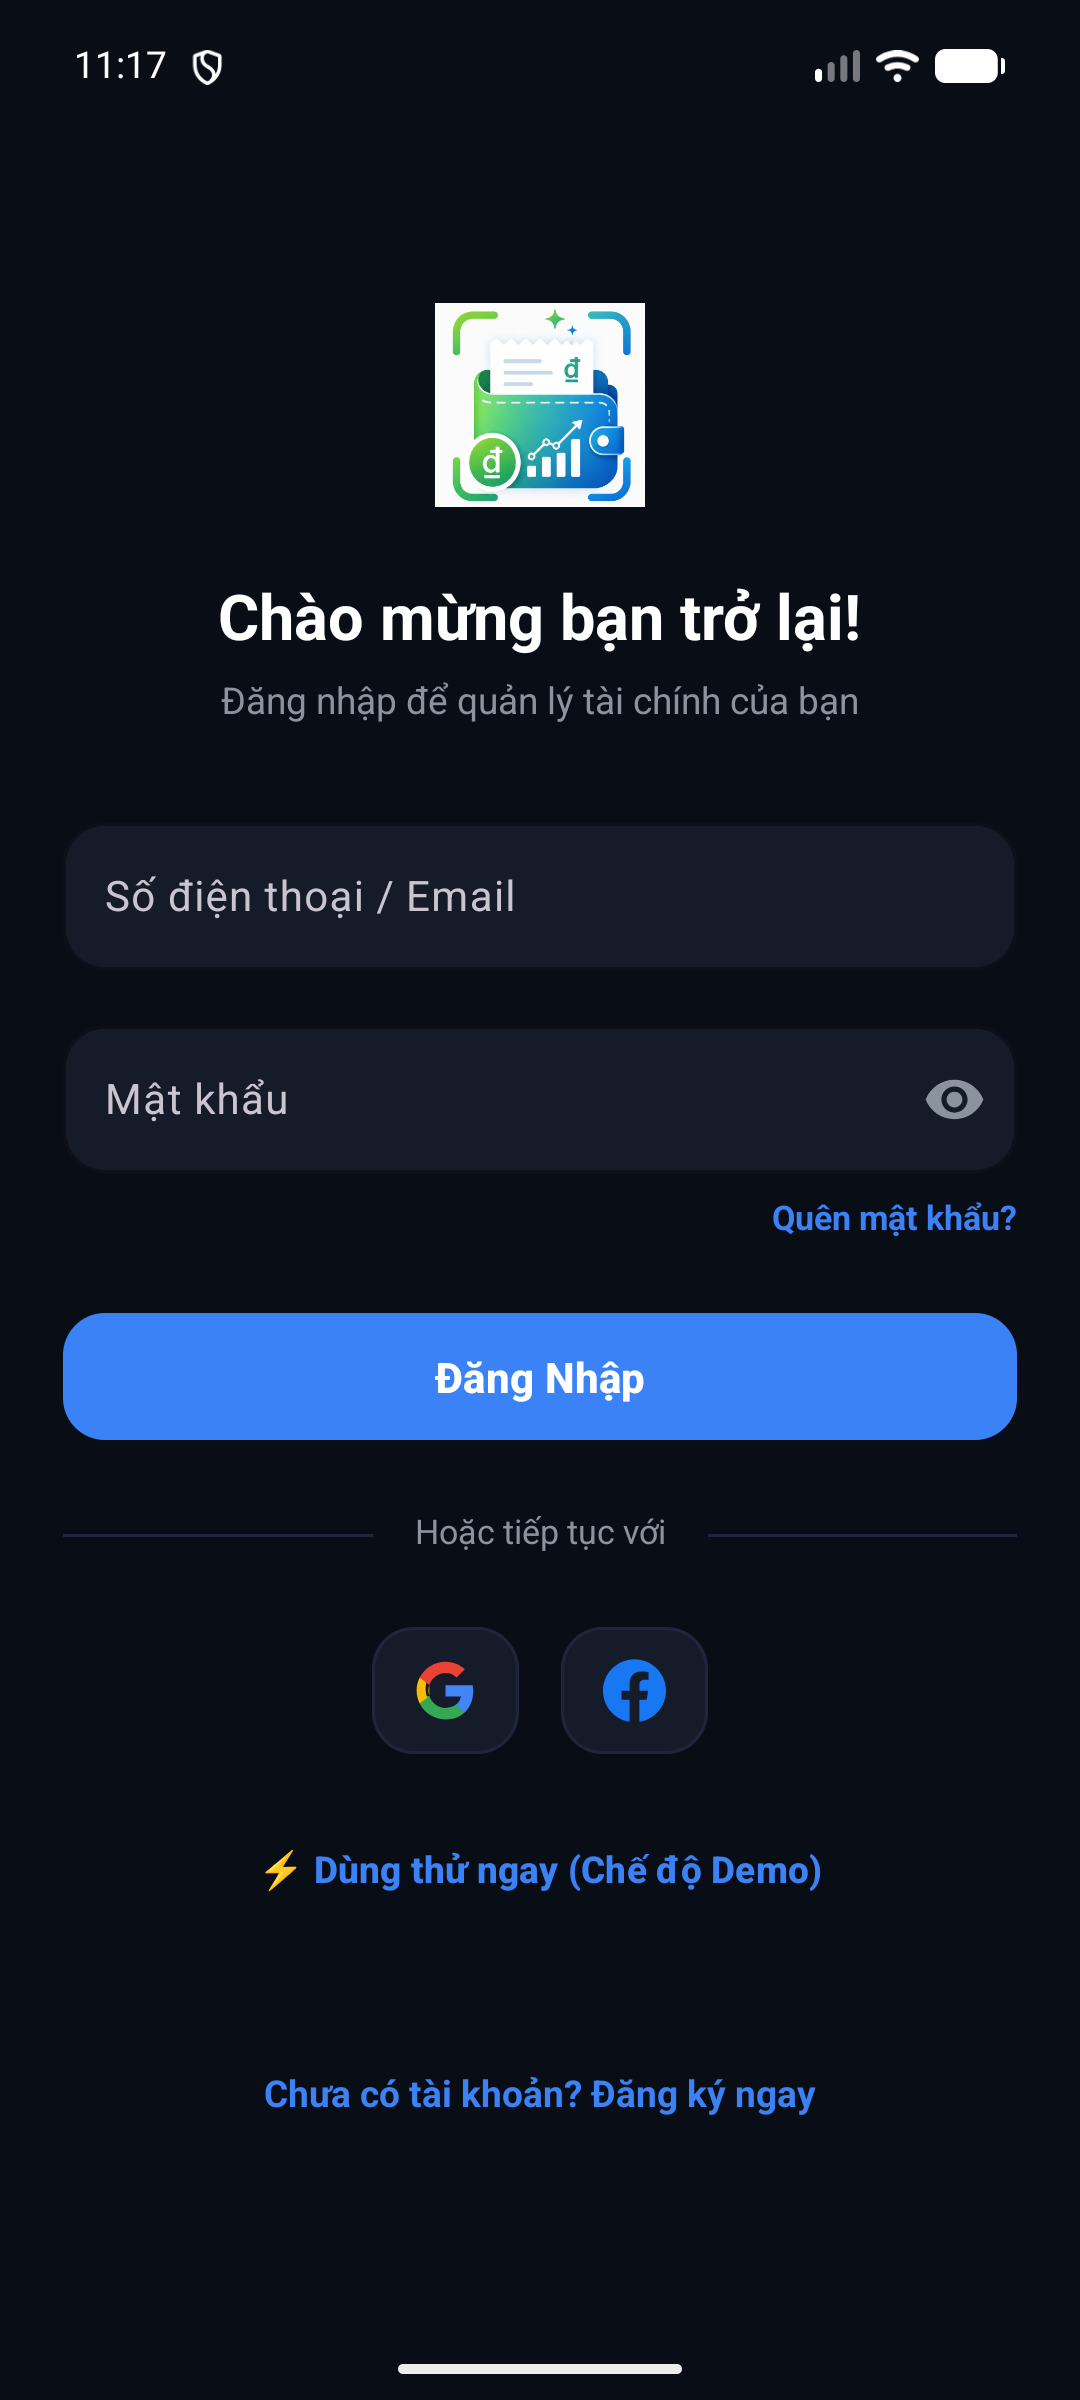 11:17
đ
đ
Chào mừng bạn trở lại!
Đăng nhập để quản lý tài chính của bạn
Số điện thoại / Email
Mật khẩu
Quên mật khẩu?
Đăng Nhập
Hoặc tiếp tục với
⚡ Dùng thử ngay (Chế độ Demo)
Chưa có tài khoản? Đăng ký ngay